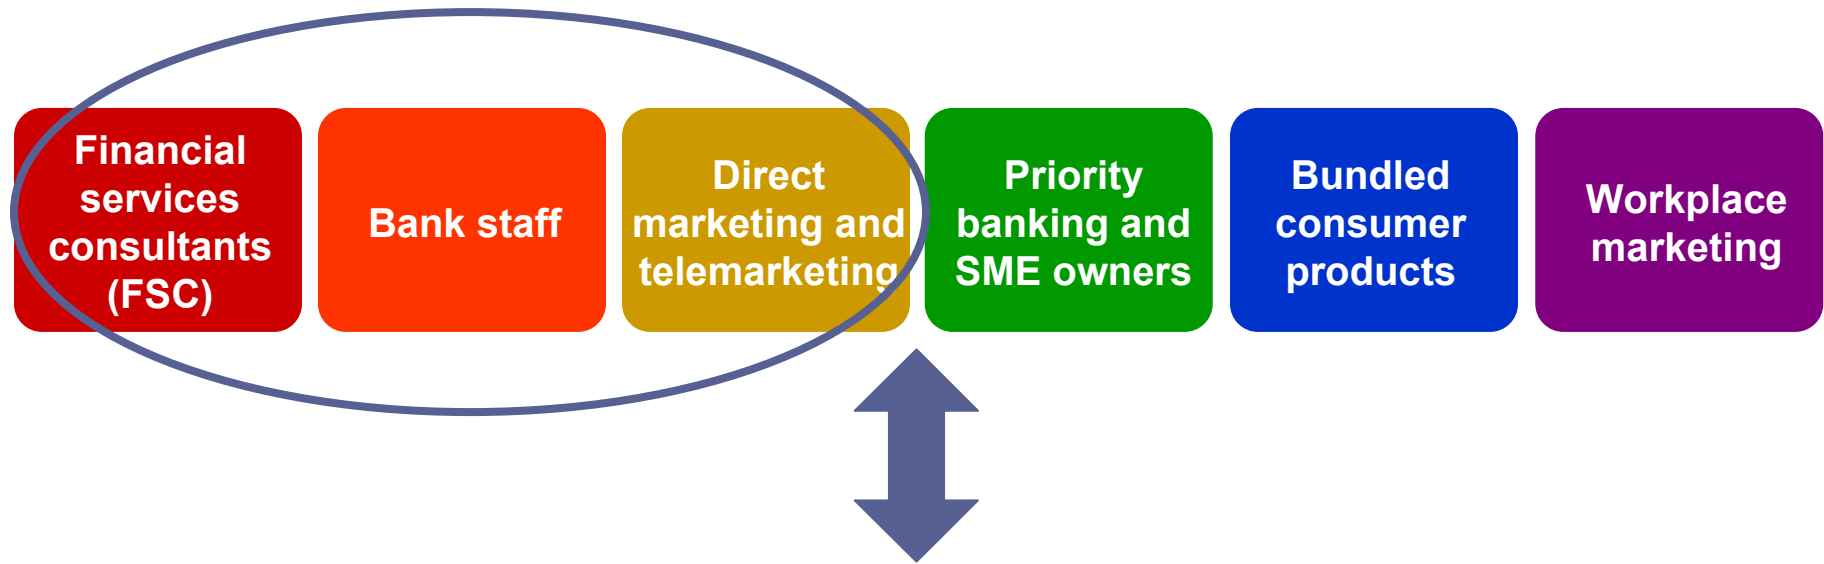 Financial
services
consultants
(FSC)
Bank staff
Direct
marketing and
telemarketing
Priority
banking and
SME owners
Bundled
consumer
products
Workplace
marketing